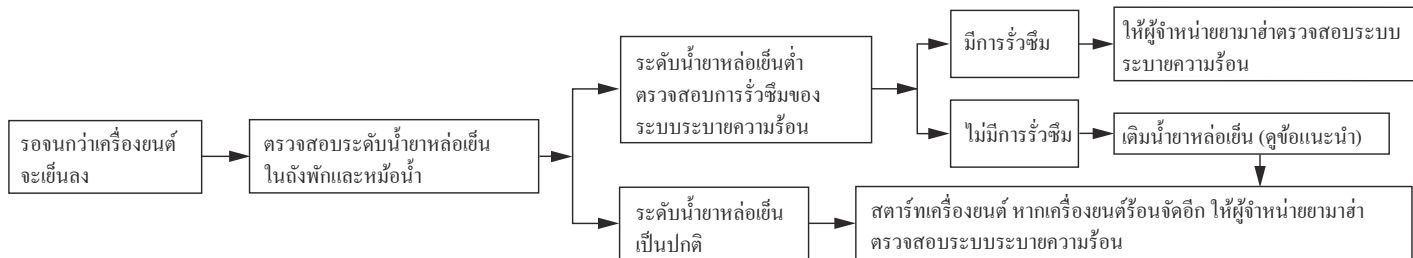 รอจนกว่าเครื่องยนต์
จะเย็นลง
ตรวจสอบระดับน้ำยาหล่อเย็น
ในถังพักและหม้อน้ำ
ระดับน้ำยาหล่อเย็นต่ำ
ตรวจสอบการรั่วซึมของ
ระบบระบายความร้อน
มีการรั่วซึม
ให้ผู้จำหน่ายยามาฮ่าตรวจสอบระบบ
ระบายความร้อน
ไม่มีการรั่วซึม
เติมน้ำยาหล่อเย็น (ดูข้อแนะนำ)
ระดับน้ำยาหล่อเย็น
เป็นปกติ
สตาร์ทเครื่องยนต์ หากเครื่องยนต์ร้อนจัดอีก ให้ผู้จำหน่ายยามาฮ่า
ตรวจสอบระบบระบายความร้อน